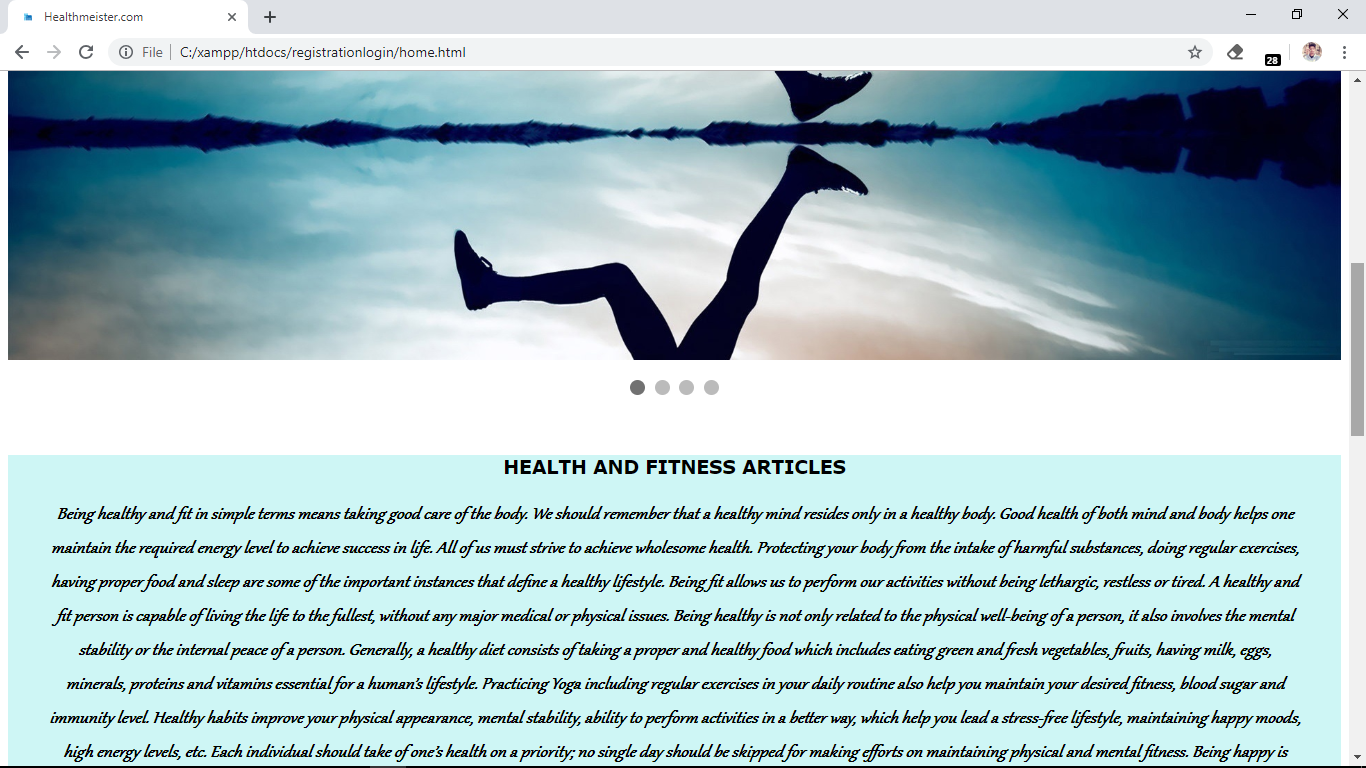 Healthmeister.com
File
C:/xampp/htdocs/registrationlogin/home.html
28
HEALTH AND FITNESS ARTICLES
Being healthy and fit in simple terms means taking good care of the body. We should remember that a healthy mind resides only in a healthy body. Good health of both mind and body helps one
maintain the required energy level to achieve success in life. All of us must strive to achieve wholesome health. Protecting your body from the intake of harmful substances, doing regular exercises,
having proper food and sleep are some of the important instances that define a healthy lifestyle. Being fit allows us to perform our activities without being lethargic, restless or tired. A healthy and
fit person is capable of living the life to the fullest, without any major medical or physical issues. Being healthy is not only related to the physical well-being of a person, it also involves the mental
stability or the internal peace of a person. Generally, a healthy diet consists of taking a proper and healthy food which includes eating green and fresh vegetables, fruits, having milk, eggs,
minerals, proteins and vitamins essential for a human's lifestyle. Practicing Yoga including regular exercises in your daily routine also help you maintain your desired fitness, blood sugar and
immunity level. Healthy habits improve your physical appearance, mental stability, ability to perform activities in a better way, which help you lead a stress-free lifestyle, maintaining happy moods,
high energy levels, etc. Each individual should take of one's health on a priority; no single day should be skipped for making efforts on maintaining physical and mental fitness. Being happy is